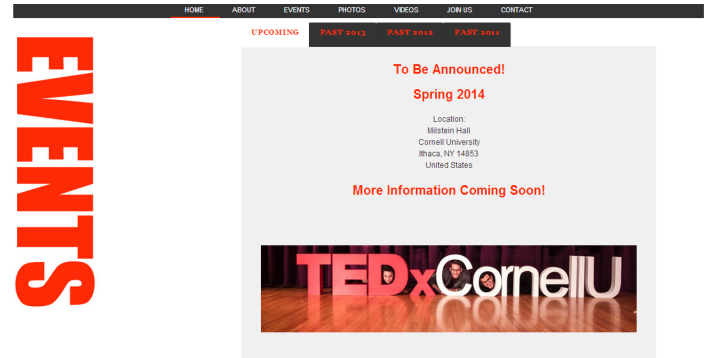 HOME ABOUT EVENTS PHOTOS VIDEOS JOIN US CONTACT
UPCOMING PAST 2013 PAST 2012 PAST 2011
EVENTS
To Be Announced!
Spring 2014
Location:
Milstein Hall
Cornell University
Ithaca, NY 14853
United States
More Information Coming Soon!
TEDxCornellU